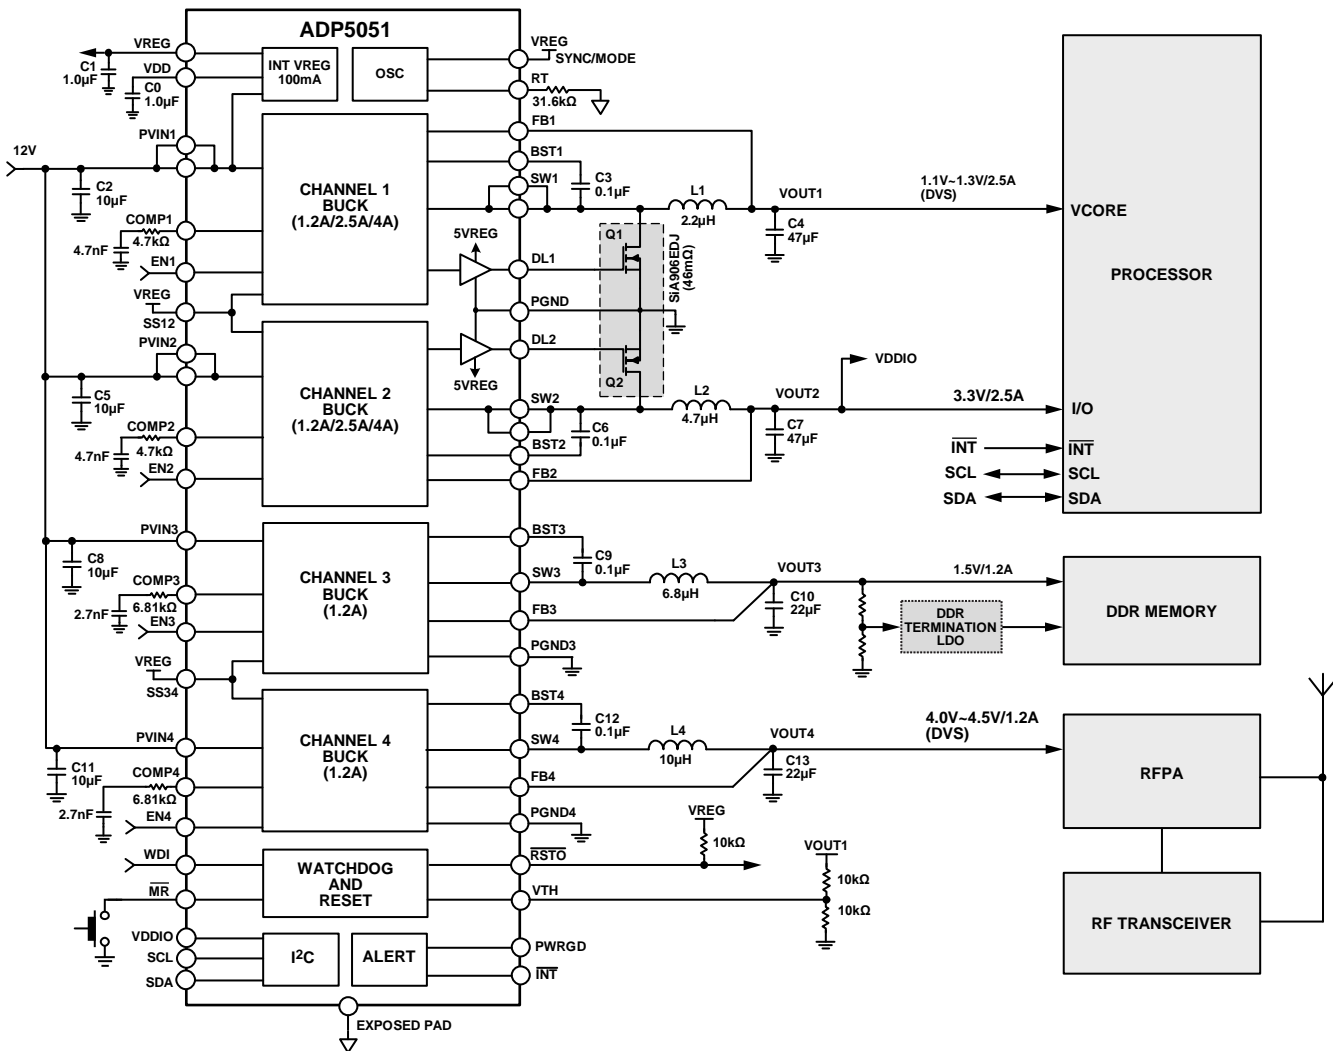 ADP5051
VREG
C1
1.0µF
VDD
C0
1.0µF
INT VREG
100mA
OSC
VREG
SYNC/MODE
RT
31.6kΩ
FB1
12V
PVIN1
C2
10µF
COMP1
4.7kΩ
4.7nF
EN1
CHANNEL 1
BUCK
(1.2A/2.5A/4A)
BST1
C3
0.1µF
SW1
L1
2.2µH
VOUT1
C4
47µF
1.1V~1.3V/2.5A
(DVS)
VCORE
PROCESSOR
5VREG
DL1
Q1
SiA906EDJ
(46mΩ)
VREG
SS12
PGND
DL2
5VREG
Q2
PVIN2
C5
10µF
COMP2
4.7kΩ
4.7nF
EN2
CHANNEL 2
BUCK
(1.2A/2.5A/4A)
SW2
C6
0.1µF
BST2
FB2
L2
4.7µH
VOUT2
C7
47µF
VDDIO
3.3V/2.5A
I/O
INT
INT
SCL
SCL
SDA
SDA
PVIN3
C8
10µF
COMP3
6.81kΩ
2.7nF
EN3
CHANNEL 3
BUCK
(1.2A)
BST3
C9
0.1µF
SW3
L3
6.8µH
VOUT3
C10
22µF
FB3
PGND3
1.5V/1.2A
DDR
TERMINATION
LDO
DDR MEMORY
VREG
SS34
PVIN4
C11
10µF
COMP4
6.81kΩ
2.7nF
EN4
CHANNEL 4
BUCK
(1.2A)
BST4
C12
0.1µF
SW4
L4
10µH
VOUT4
C13
22µF
FB4
PGND4
4.0V~4.5V/1.2A
(DVS)
RFPA
WDI
MR
WATCHDOG
AND
RESET
RSTO
VREG
10kΩ
VTH
VOUT1
10kΩ
10kΩ
RF TRANSCEIVER
VDDIO
SCL
SDA
I²C
ALERT
PWRGD
INT
EXPOSED PAD